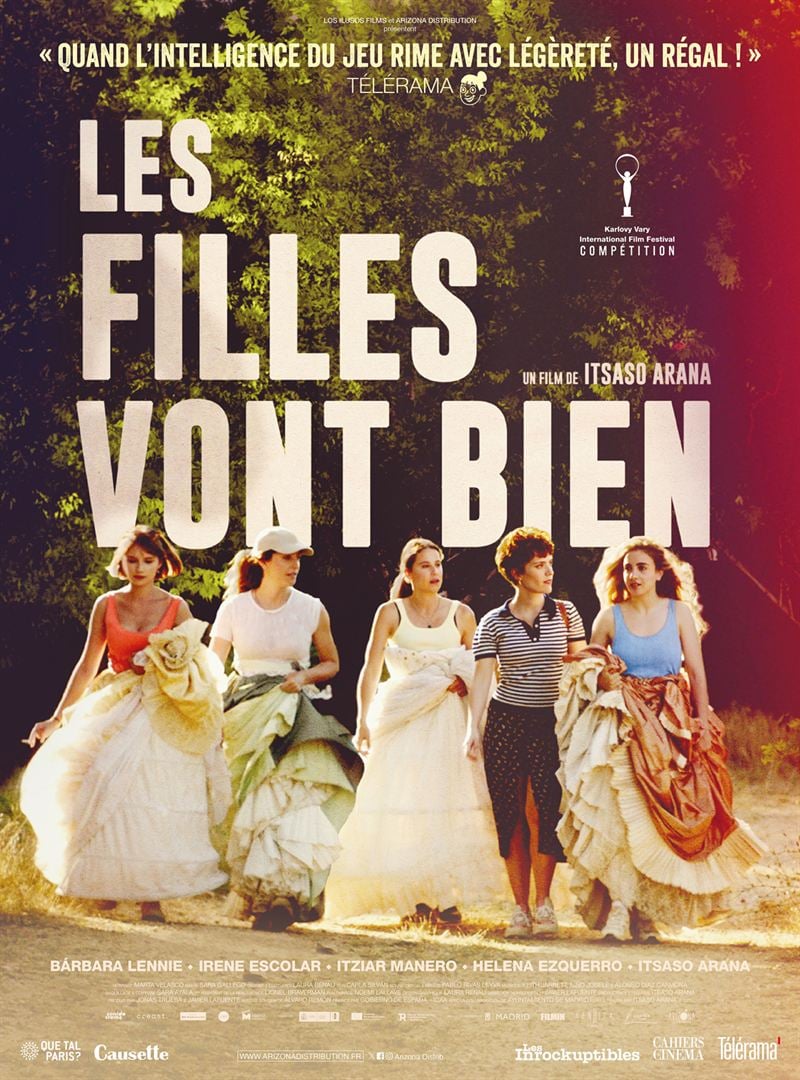 LOS ILUSOS FILMS et ARIZONA DISTRIBUTION
présentent
« QUAND L'INTELLIGENCE DU JEU RIME AVEC LÉGÈRETÉ, UN RÉGAL ! »
TÉLÉRAMA
LES
FILLES
VONT BIEN
Karlovy Vary
International Film Festival
COMPÉTITION
UN FILM DE ITSASO ARANA
BÁRBARA LENNIE + IRENE ESCOLAR + ITZIAR MANERO + HELENA EZQUERRO + ITSASO ARANA
MADRID FILMIN
QUE TAL
PARIS?
Causette
WWW.ARIZONADISTRIBUTION.FR
Arizona Distrib
Les
Inrockuptibles
CAHIERS
CINEMA
Télérama'